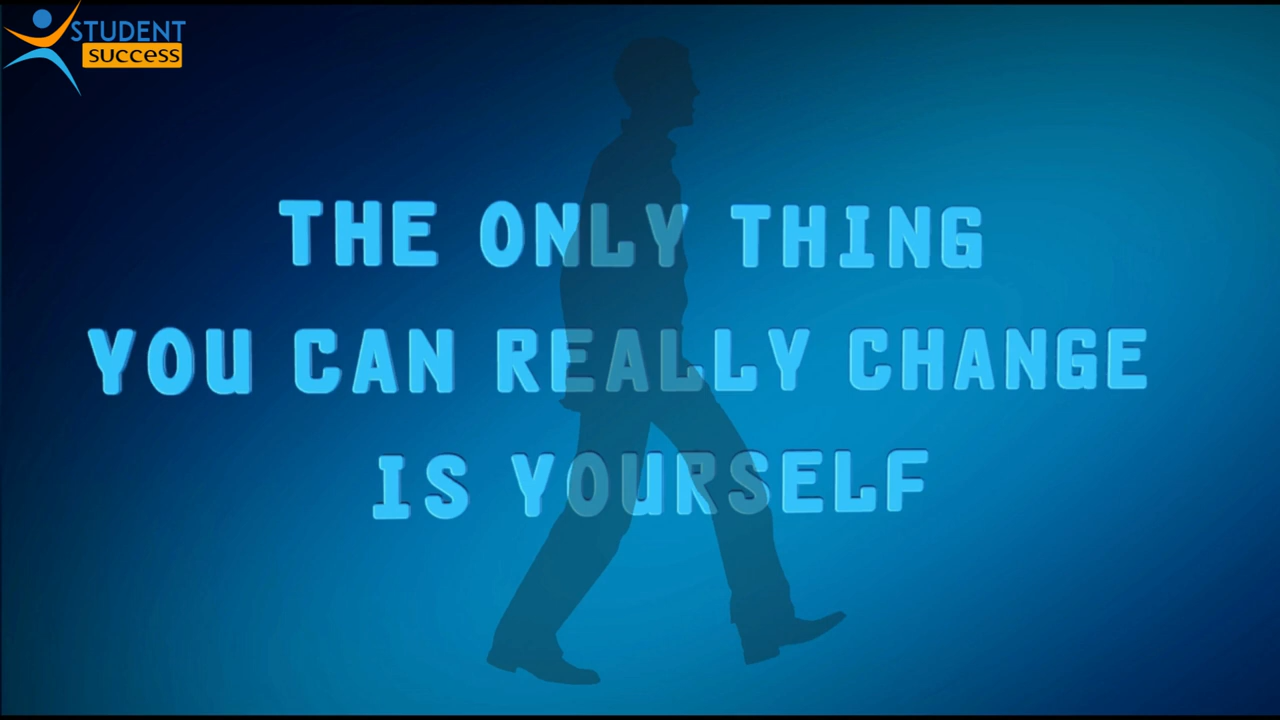 STUDENT
success
THE ONLY THING
YOU CAN REALLY CHANGE
IS YOURSELF